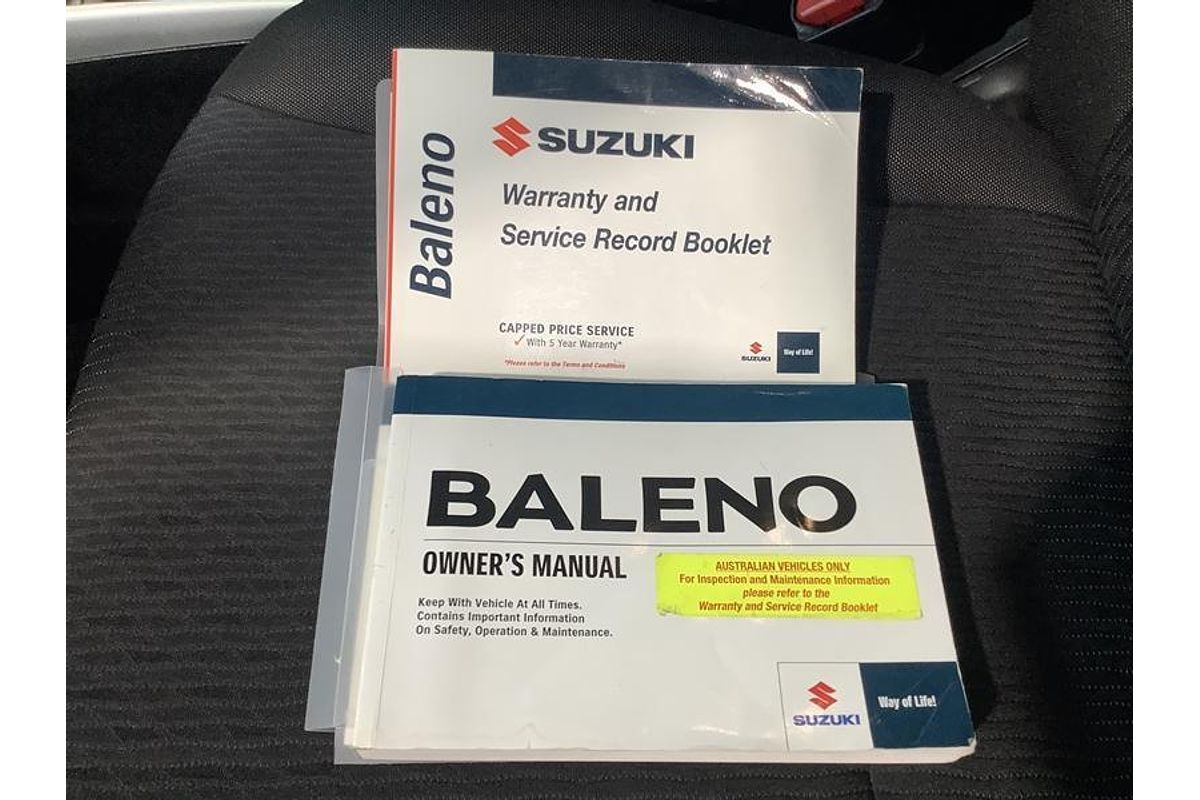 Baleno
SUZUKI
Warranty and
Service Record Booklet
CAPPED PRICE SERVICE
✓With 5 Year Warranty*
*Please refer to the Terms and Conditions
SUZUKI
Way of Life!
BALENO
OWNER'S MANUAL
AUSTRALIAN VEHICLES ONLY
For Inspection and Maintenance Information
please refer to the
Warranty and Service Record Booklet
Keep With Vehicle At All Times.
Contains Important Information
On Safety, Operation & Maintenance.
SUZUKI
Way of Life!